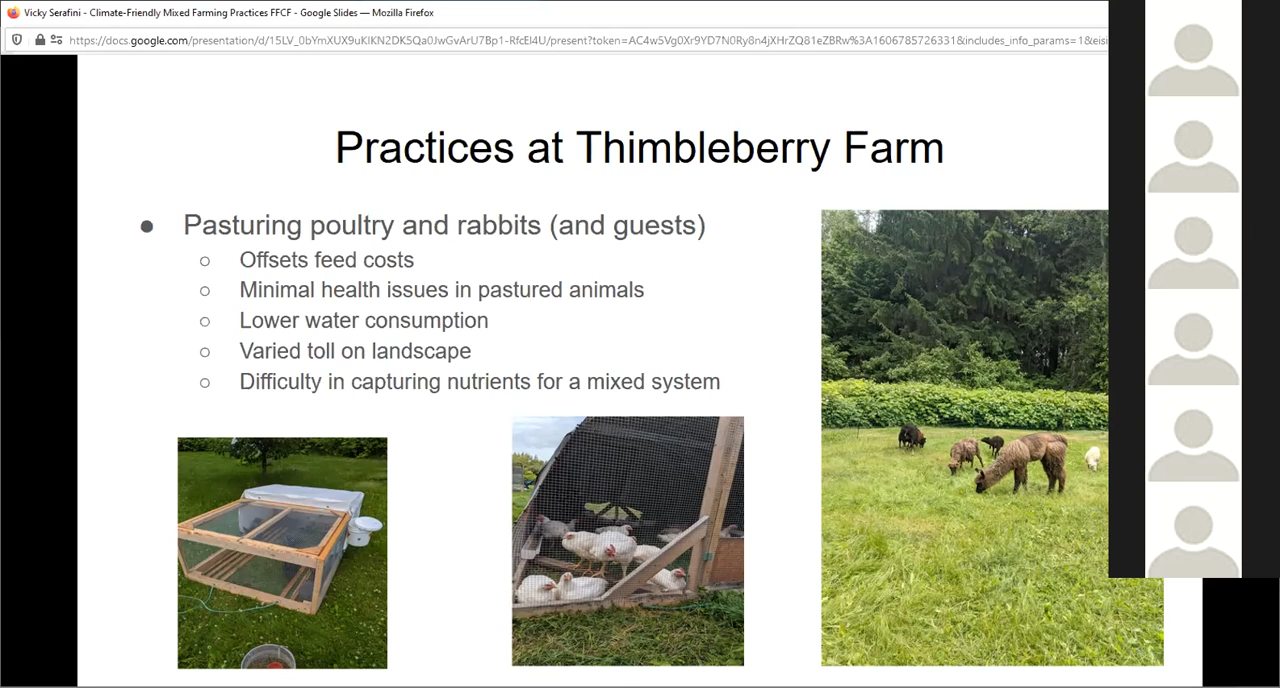 Vicky Serafini - Climate-Friendly Mixed Farming Practices FFCF - Google Slides — Mozilla Firefox
https://docs.google.com/presentation/d/15LV_0bYmXUX9uKIKN2DK5Qa0JwGvArU7Bp1-RfcEl4U/present?token=AC4w5Vg0Xr9YD7N0Ry8n4jXHrZQ81eZBRw%3A1606785726331&includes_info_params=1&eisi
Practices at Thimbleberry Farm
● Pasturing poultry and rabbits (and guests)
○ Offsets feed costs
○ Minimal health issues in pastured animals
○ Lower water consumption
○ Varied toll on landscape
○ Difficulty in capturing nutrients for a mixed system